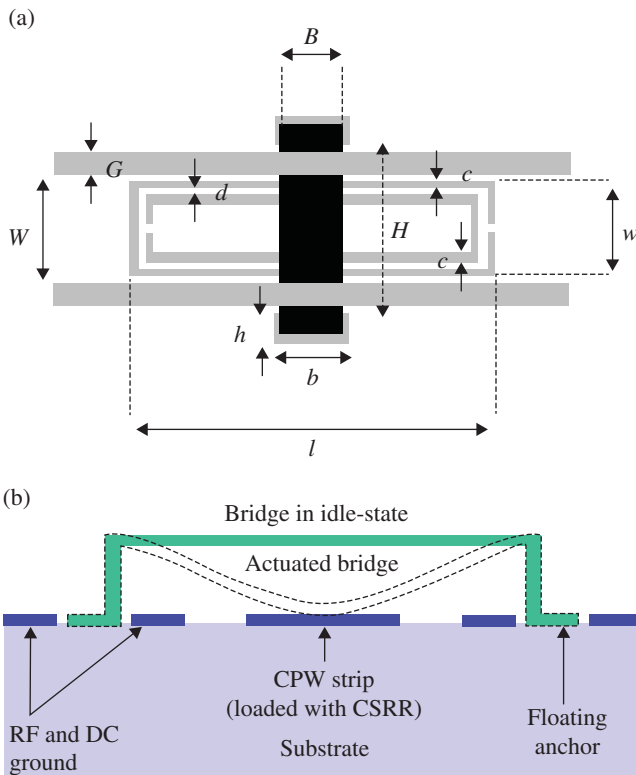 (a)
B
G
d
c
W
H
w
c
h
b
l
(b)
Bridge in idle-state
Actuated bridge
CPW strip
(loaded with CSRR)
RF and DC
ground
Substrate
Floating
anchor